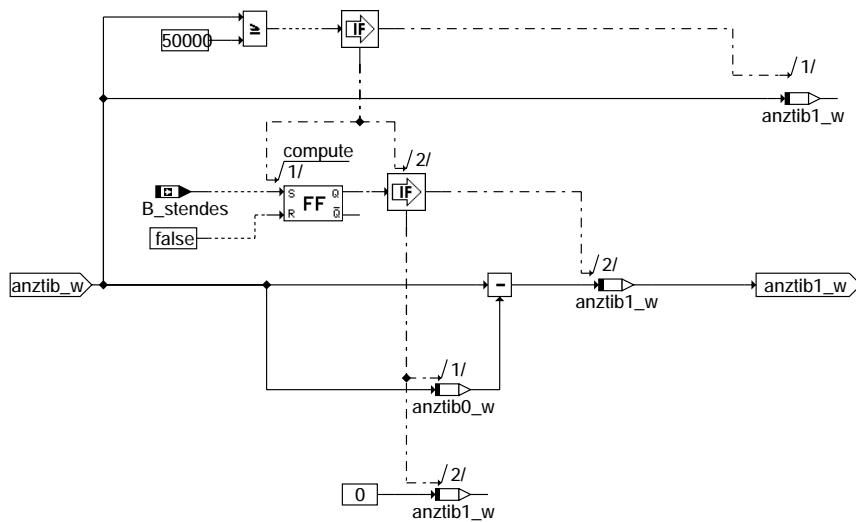 50000
≥
IF
/1/
anztib1_w
compute
/1/
/2/
B_stendes
S Q
FF
R Q̅
IF
false
/2/
anztib_w
-
anztib1_w
anztib1_w
/1/
anztib0_w
/2/
0
anztib1_w